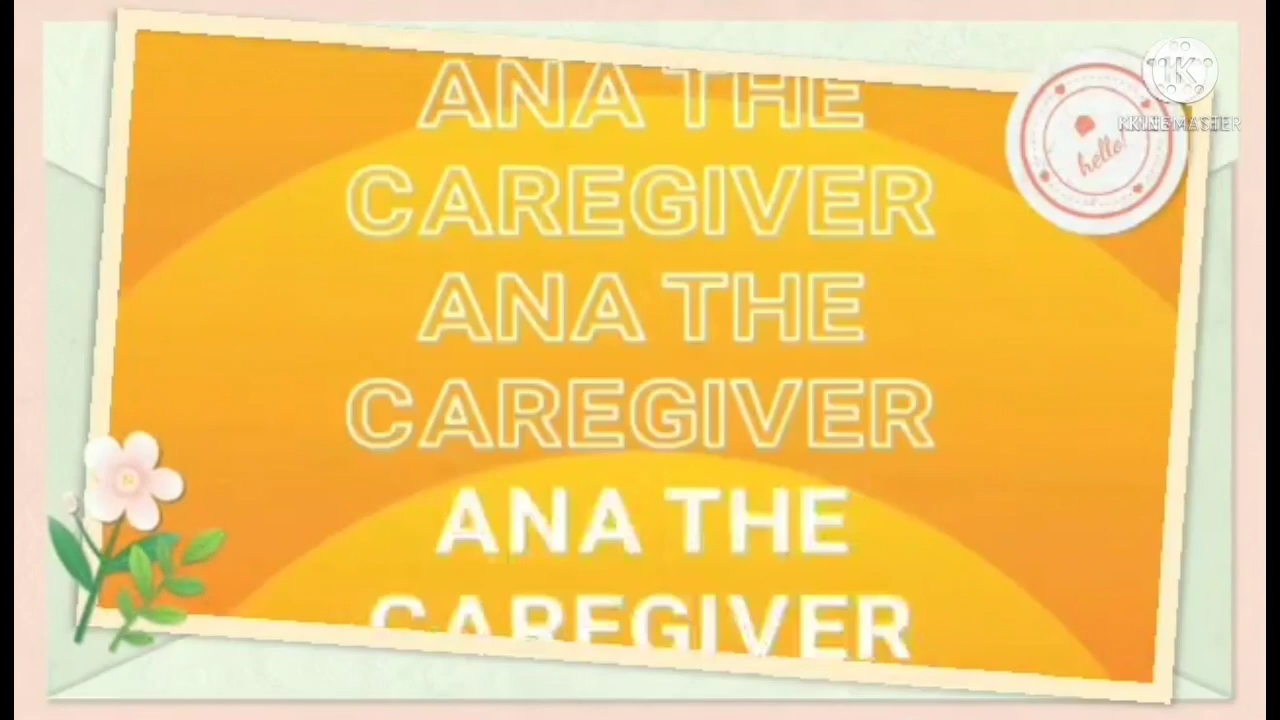 ANA THE
CAREGIVER
ANA THE
CAREGIVER
ANA THE
CAREGIVER
hello!
K
KINEMASTER